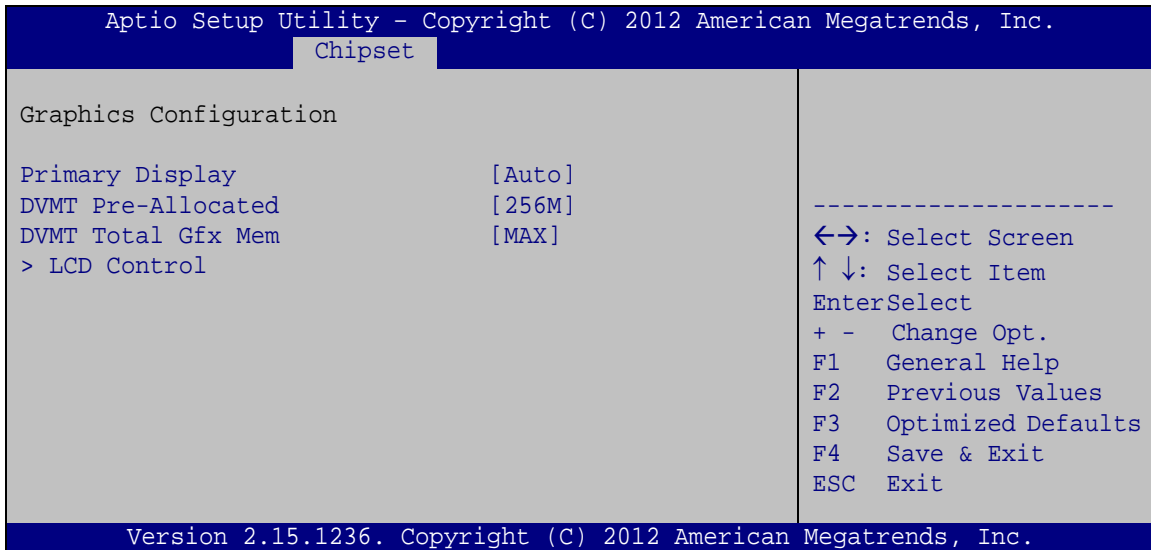 Aptio Setup Utility – Copyright (C) 2012 American Megatrends, Inc.
Chipset
Graphics Configuration
Primary Display [Auto]
DVMT Pre-Allocated [256M]
DVMT Total Gfx Mem [MAX]
> LCD Control
---------------------
←→: Select Screen
↑ ↓: Select Item
EnterSelect
+ - Change Opt.
F1 General Help
F2 Previous Values
F3 Optimized Defaults
F4 Save & Exit
ESC Exit
Version 2.15.1236. Copyright (C) 2012 American Megatrends, Inc.